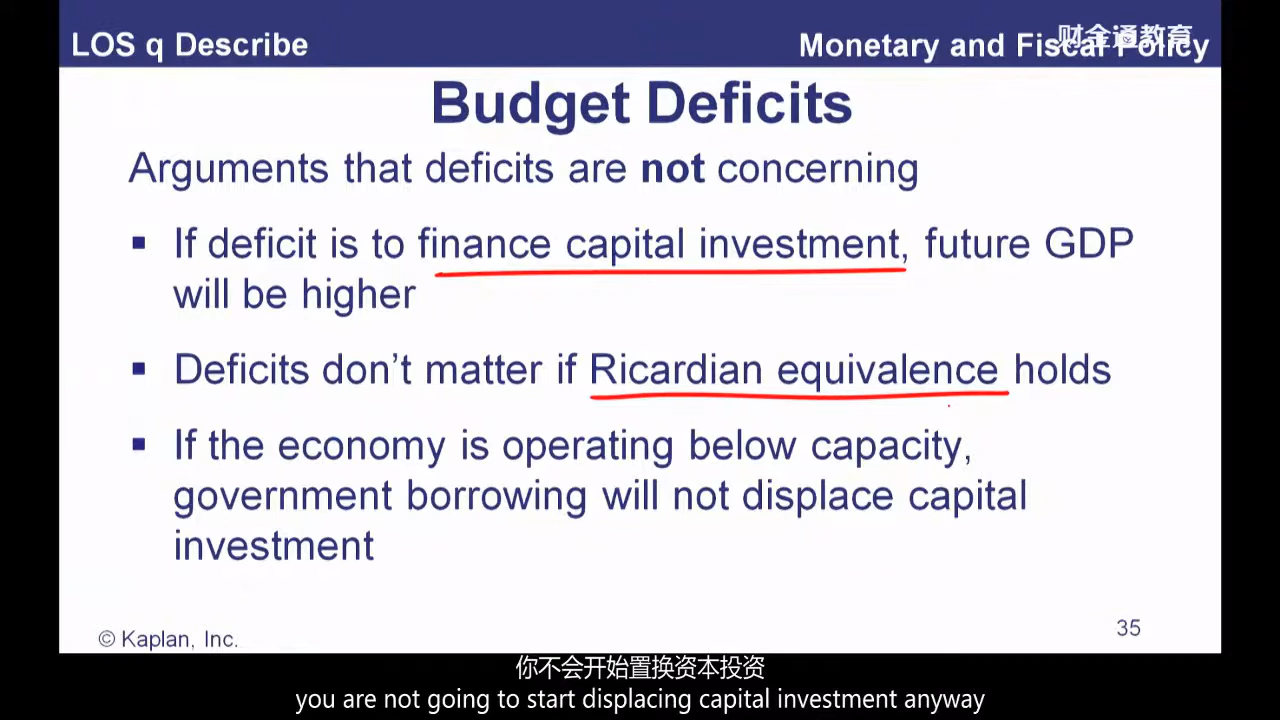 LOS q Describe
Monetary and Fiscal Policy
财金通教育
Budget Deficits
Arguments that deficits are not concerning
▪ If deficit is to finance capital investment, future GDP
will be higher
▪ Deficits don't matter if Ricardian equivalence holds
▪ If the economy is operating below capacity,
government borrowing will not displace capital
investment
© Kaplan, Inc.
35
你不会开始置换资本投资
you are not going to start displacing capital investment anyway